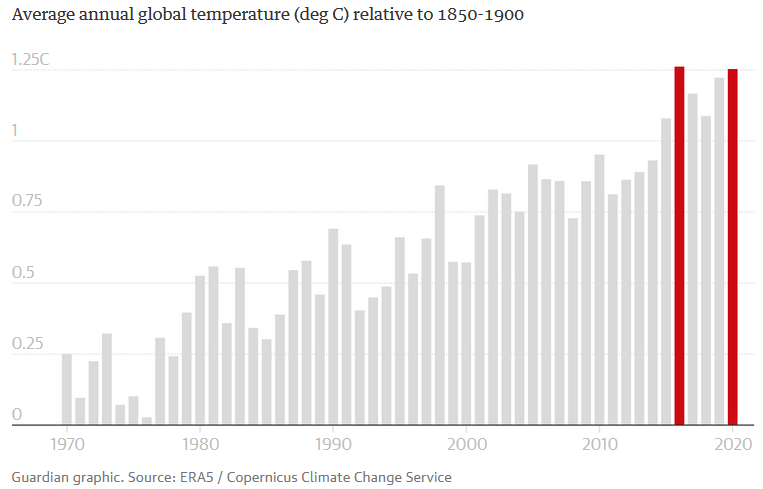 Average annual global temperature (deg C) relative to 1850-1900
1.25C
1
0.75
0.5
0.25
0
1970 1980 1990 2000 2010 2020
Guardian graphic. Source: ERA5 / Copernicus Climate Change Service